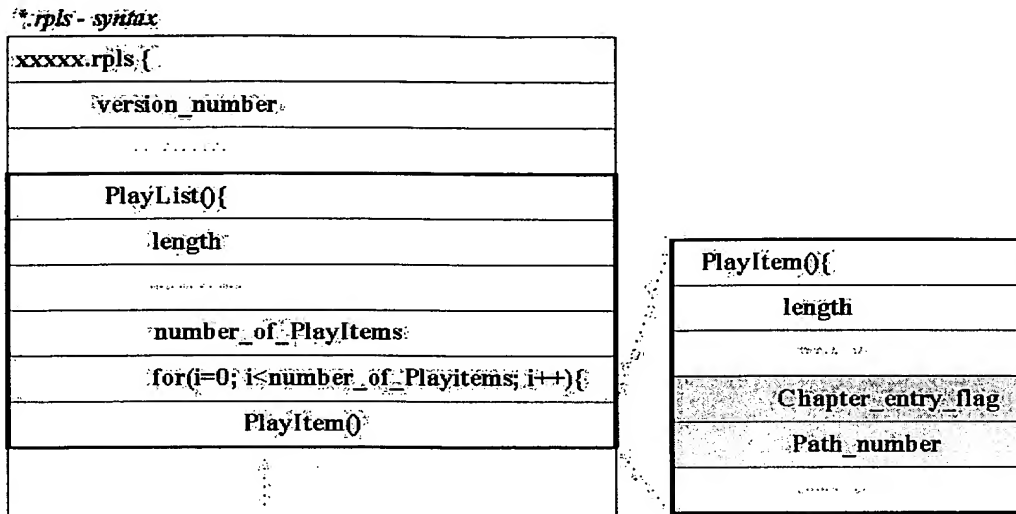 *.rpls - syntax
xxxxx.rpls {
version_number
PlayList(){
length
number_of_PlayItems
for(i=0; i<number_of_Playitems; i++){
PlayItem()
PlayItem(){
length
Chapter_entry_flag
Path_number